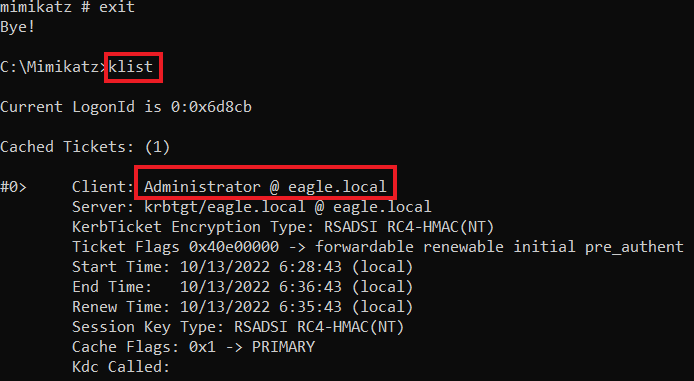 mimikatz # exit
Bye!
C:\Mimikatz>klist
Current LogonId is 0:0x6d8cb
Cached Tickets: (1)
#0>     Client: Administrator @ eagle.local
        Server: krbtgt/eagle.local @ eagle.local
        KerbTicket Encryption Type: RSADSI RC4-HMAC(NT)
        Ticket Flags 0x40e00000 -> forwardable renewable initial pre_authent
        Start Time: 10/13/2022 6:28:43 (local)
        End Time:   10/13/2022 6:36:43 (local)
        Renew Time: 10/13/2022 6:35:43 (local)
        Session Key Type: RSADSI RC4-HMAC(NT)
        Cache Flags: 0x1 -> PRIMARY
        Kdc Called: